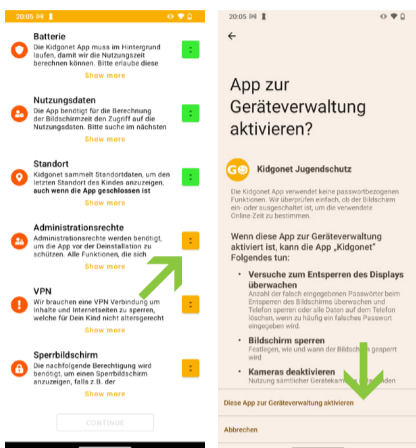 20:05
Batterie
Die Kidgonet App muss im Hintergrund
laufen, damit wir die Nutzungszeit
berechnen können. Bitte erlaube diese
Show more
Nutzungsdaten
Die App benötigt für die Berechnung
der Bildschirmzeit den Zugriff auf die
Nutzungsdaten. Bitte suche im nächsten
Show more
Standort
Kidgonet sammelt Standortdaten, um den
letzten Standort des Kindes anzuzeigen,
auch wenn die App geschlossen ist
Show more
Administrationsrechte
Administrationsrechte werden benötigt,
um die App vor der Deinstallation zu
schützen. Alle Funktionen, die sich
Show more
VPN
Wir brauchen eine VPN Verbindung um
Inhalte und Internetseiten zu sperren,
welche für Dein Kind nicht altersgerecht
Show more
Sperrbildschirm
Die nachfolgende Berechtigung wird
benötigt, um einen Sperrbildschirm
anzuzeigen, falls z.B. der
Show more
CONTINUE
20:05
App zur
Geräteverwaltung
aktivieren?
GO Kidgonet Jugendschutz
Die Kidgonet App verwendet keine passwortbezogenen
Funktionen. Wir überprüfen einfach, ob der Bildschirm
ein- oder ausgeschaltet ist, um die verwendete
Online-Zeit zu bestimmen.
Wenn diese App zur Geräteverwaltung
aktiviert ist, kann die App „Kidgonet"
Folgendes tun:
• Versuche zum Entsperren des Displays
überwachen
Anzahl der falsch eingegebenen Passwörter beim
Entsperren des Bildschirms überwachen und
Telefon sperren oder alle Daten auf dem Telefon
löschen, wenn zu häufig ein falsches Passwort
eingegeben wird.
• Bildschirm sperren
Festlegen, wie und wann der Bildschirm gesperrt
wird
• Kameras deaktivieren
Nutzung sämtlicher
Diese App zur Geräteverwaltung aktivieren
Abbrechen